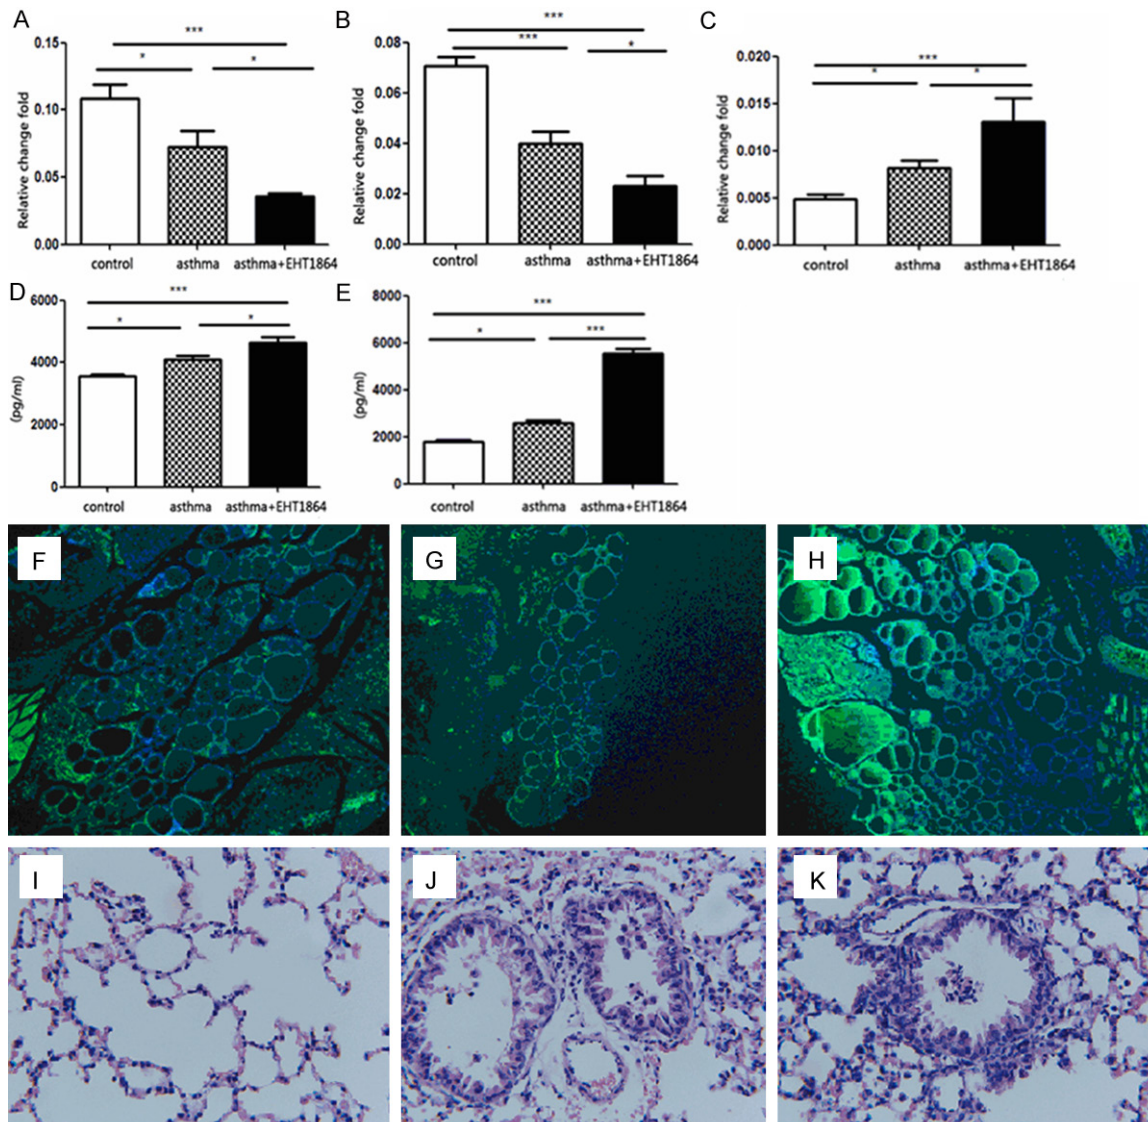 A
***
*
*
Relative change fold
0.15
0.10
0.05
0.00
control
asthma
asthma+EHT1864
B
***
***
*
Relative change fold
0.08
0.06
0.04
0.02
0.00
control
asthma
asthma+EHT1864
C
***
*
*
Relative change fold
0.020
0.015
0.010
0.005
0.000
control
asthma
asthma+EHT1864
D
***
*
*
(pg/ml)
6000
4000
2000
0
control
asthma
asthma+EHT1864
E
***
*
***
(pg/ml)
8000
6000
4000
2000
0
control
asthma
asthma+EHT1864
F
G
H
I
J
K